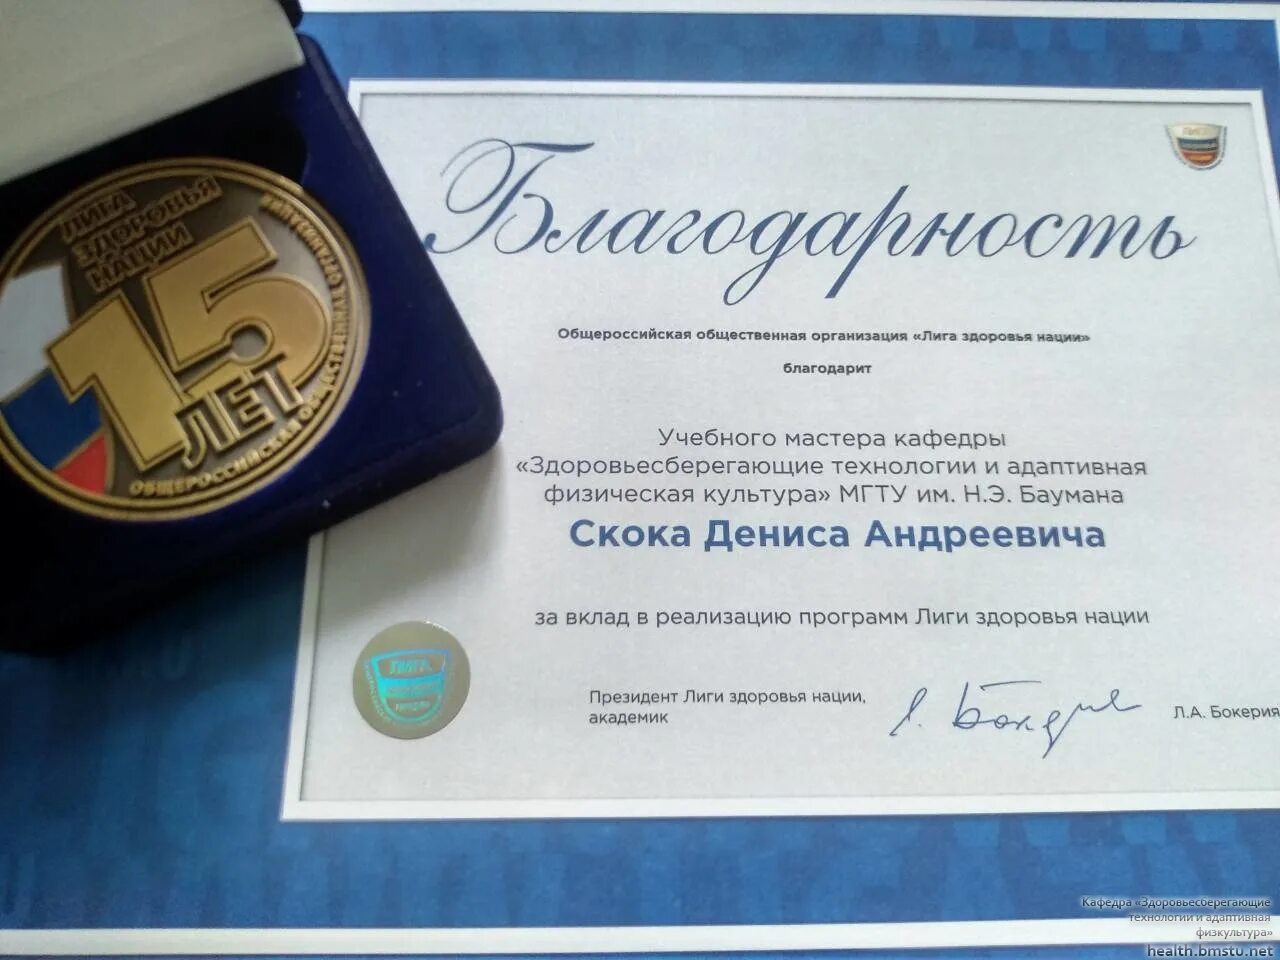 ЛИГА
ЗДОРОВЬЯ
НАЦИИ
15
ЛЕТ
ОБЩЕРОССИЙСКАЯ ОБЩЕСТВЕННАЯ ОРГАНИЗАЦИЯ
Благодарность
Общероссийская общественная организация «Лига здоровья нации»
благодарит
Учебного мастера кафедры
«Здоровьесберегающие технологии и адаптивная
физическая культура» МГТУ им. Н.Э. Баумана
Скока Дениса Андреевича
за вклад в реализацию программ Лиги здоровья нации
Президент Лиги здоровья нации,
академик
Л. Бокерия
Л.А. Бокерия
ЛИГА
Кафедра «Здоровьесберегающие
технологии и адаптивная
физкультура»
health.bmstu.net